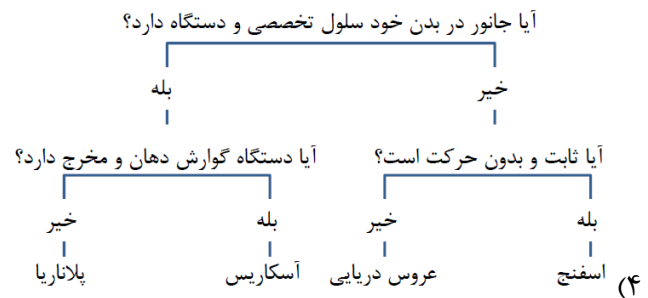 آیا جانور در بدن خود سلول تخصصی و دستگاه دارد؟
خیر بله
آیا ثابت و بدون حرکت است؟ آیا دستگاه گوارش دهان و مخرج دارد؟
بله خیر بله خیر
۴) اسفنج عروس دریایی آسکاریس پلاناریا